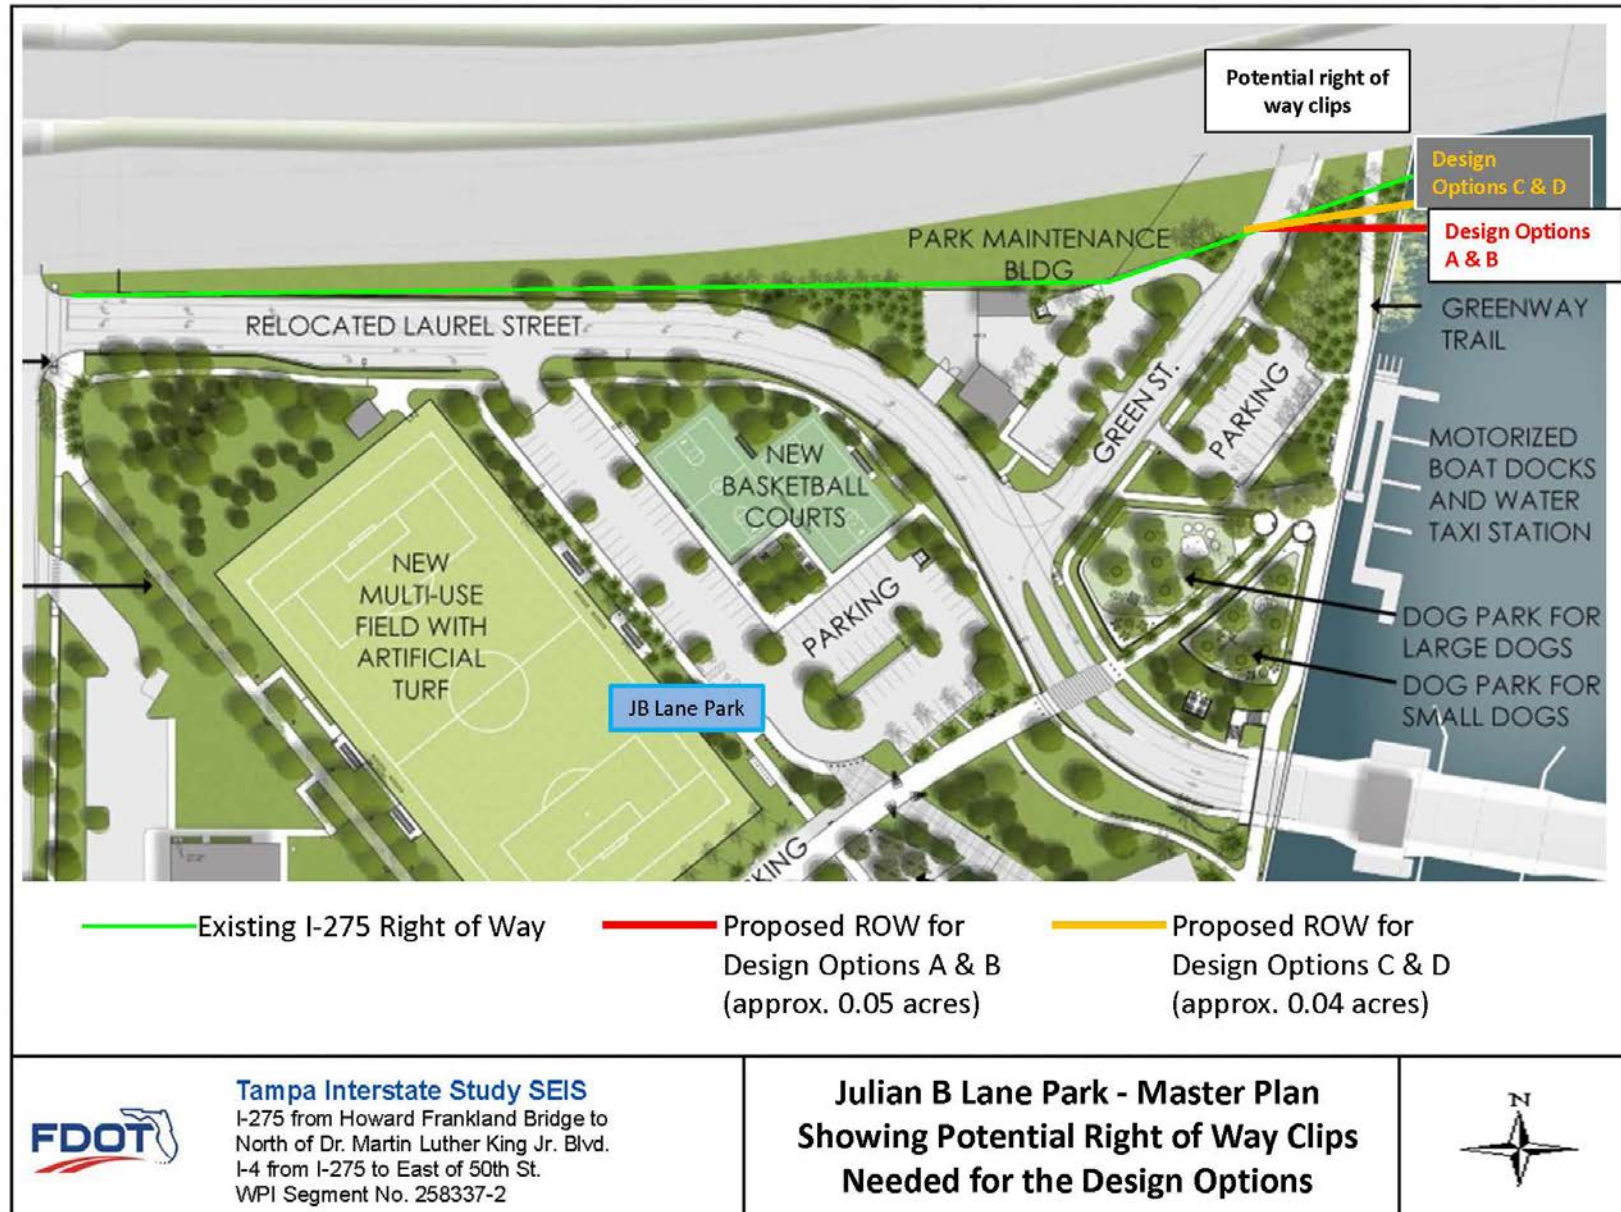 Potential right of
way clips
Design
Options C & D
Design Options
A & B
PARK MAINTENANCE
BLDG
RELOCATED LAUREL STREET
GREENWAY
TRAIL
GREEN ST.
PARKING
MOTORIZED
BOAT DOCKS
AND WATER
TAXI STATION
NEW
BASKETBALL
COURTS
NEW
MULTI-USE
FIELD WITH
ARTIFICIAL
TURF
PARKING
DOG PARK FOR
LARGE DOGS
DOG PARK FOR
SMALL DOGS
JB Lane Park
KING
Existing I-275 Right of Way
Proposed ROW for
Design Options A & B
(approx. 0.05 acres)
Proposed ROW for
Design Options C & D
(approx. 0.04 acres)
FDOT
Tampa Interstate Study SEIS
I-275 from Howard Frankland Bridge to
North of Dr. Martin Luther King Jr. Blvd.
I-4 from I-275 to East of 50th St.
WPI Segment No. 258337-2
Julian B Lane Park - Master Plan
Showing Potential Right of Way Clips
Needed for the Design Options
N